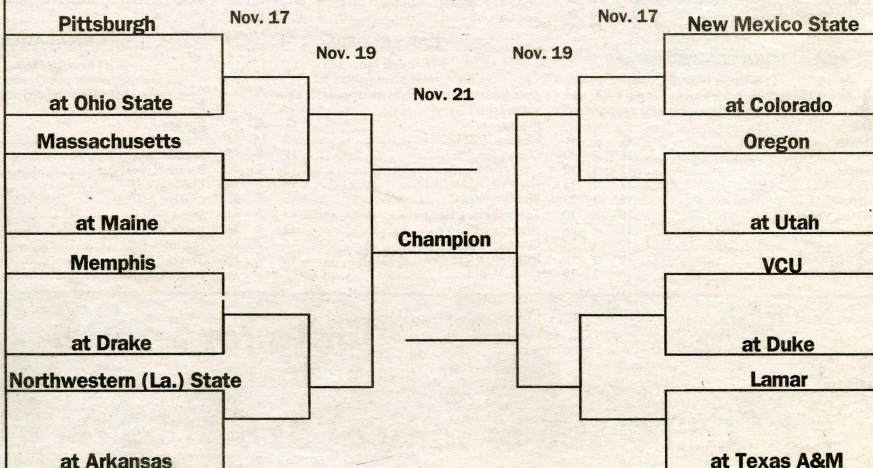 Pittsburgh
Nov. 17
Nov. 17
New Mexico State
Nov. 19
Nov. 19
Nov. 21
at Ohio State
at Colorado
Massachusetts
Oregon
at Maine
at Utah
Champion
Memphis
VCU
at Drake
at Duke
Northwestern (La.) State
Lamar
at Arkansas
at Texas A&M